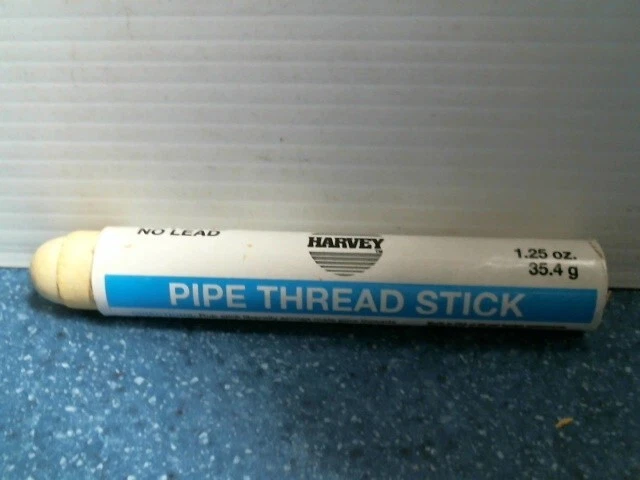 NO LEAD
HARVEY
1.25 oz.
35.4 g
PIPE THREAD STICK